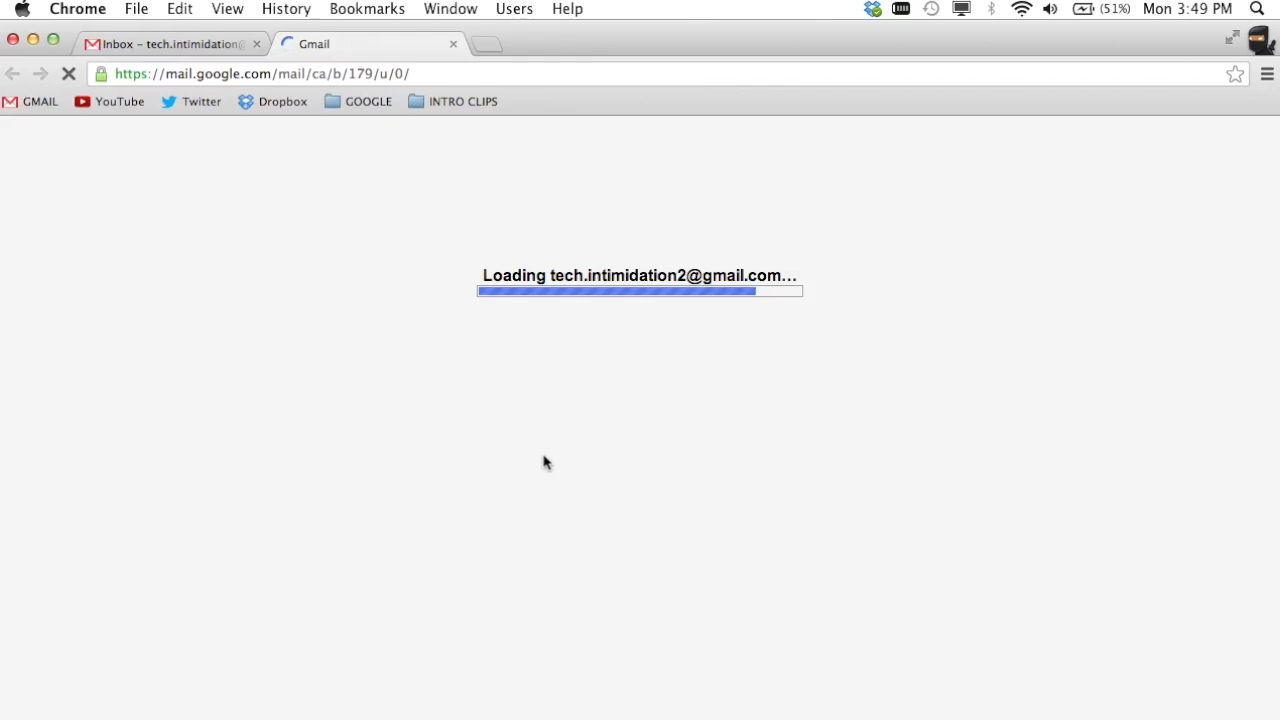 Chrome File Edit View History Bookmarks Window Users Help (51%) Mon 3:49 PM
Inbox – tech.intimidation@ Gmail
https://mail.google.com/mail/ca/b/179/u/0/
GMAIL YouTube Twitter Dropbox GOOGLE INTRO CLIPS
Loading tech.intimidation2@gmail.com...